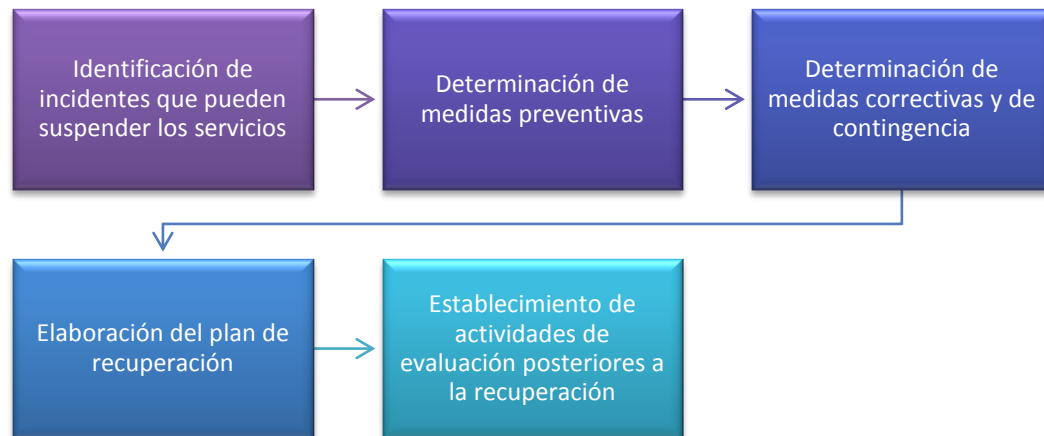 Identificación de
incidentes que pueden
suspender los servicios
Determinación de
medidas preventivas
Determinación de
medidas correctivas y de
contingencia
Elaboración del plan de
recuperación
Establecimiento de
actividades de
evaluación posteriores a
la recuperación